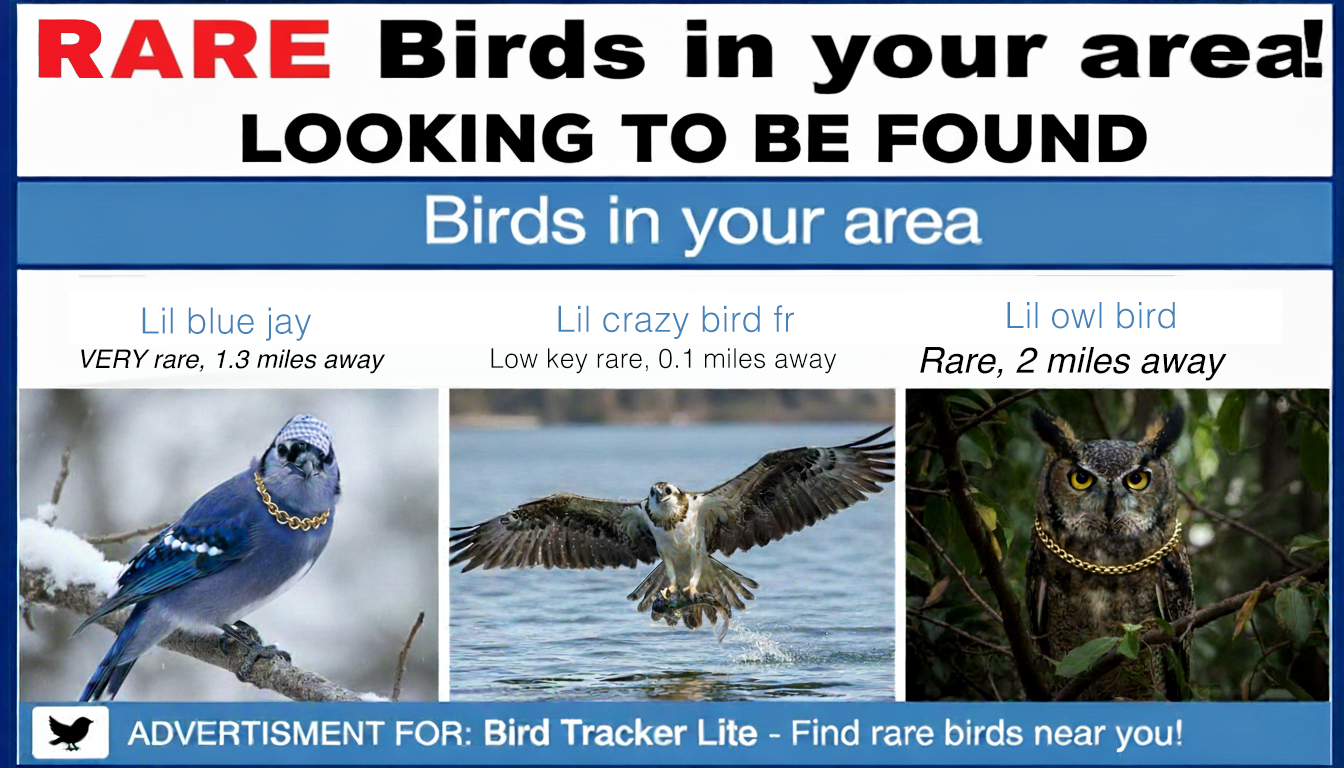 RARE Birds in your area!
LOOKING TO BE FOUND
Birds in your area
Lil blue jay
VERY rare, 1.3 miles away
Lil crazy bird fr
Low key rare, 0.1 miles away
Lil owl bird
Rare, 2 miles away
ADVERTISMENT FOR: Bird Tracker Lite - Find rare birds near you!